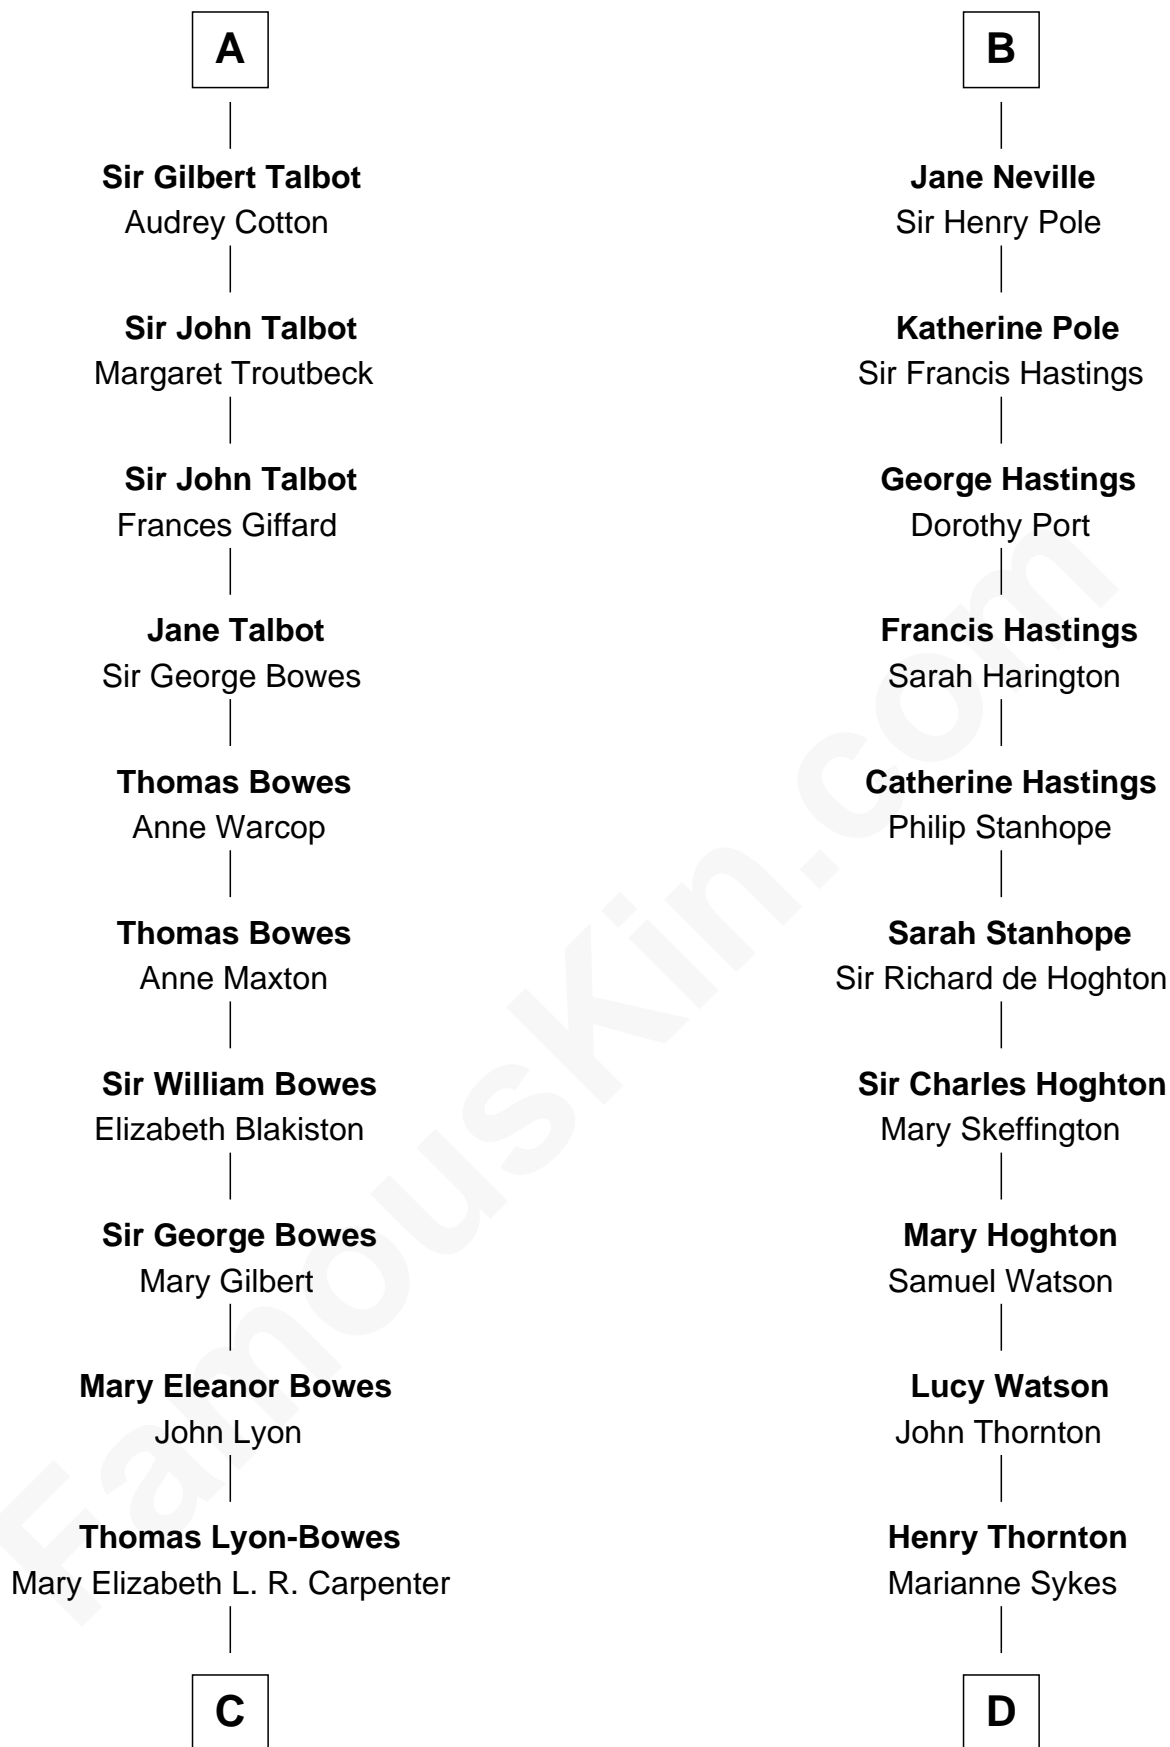 A
Sir Gilbert Talbot
Audrey Cotton
Sir John Talbot
Margaret Troutbeck
Sir John Talbot
Frances Giffard
Jane Talbot
Sir George Bowes
Thomas Bowes
Anne Warcop
Thomas Bowes
Anne Maxton
Sir William Bowes
Elizabeth Blakiston
Sir George Bowes
Mary Gilbert
Mary Eleanor Bowes
John Lyon
Thomas Lyon-Bowes
Mary Elizabeth L. R. Carpenter
C
B
Jane Neville
Sir Henry Pole
Katherine Pole
Sir Francis Hastings
George Hastings
Dorothy Port
Francis Hastings
Sarah Harington
Catherine Hastings
Philip Stanhope
Sarah Stanhope
Sir Richard de Hoghton
Sir Charles Hoghton
Mary Skeffington
Mary Hoghton
Samuel Watson
Lucy Watson
John Thornton
Henry Thornton
Marianne Sykes
D
FamousKin.com